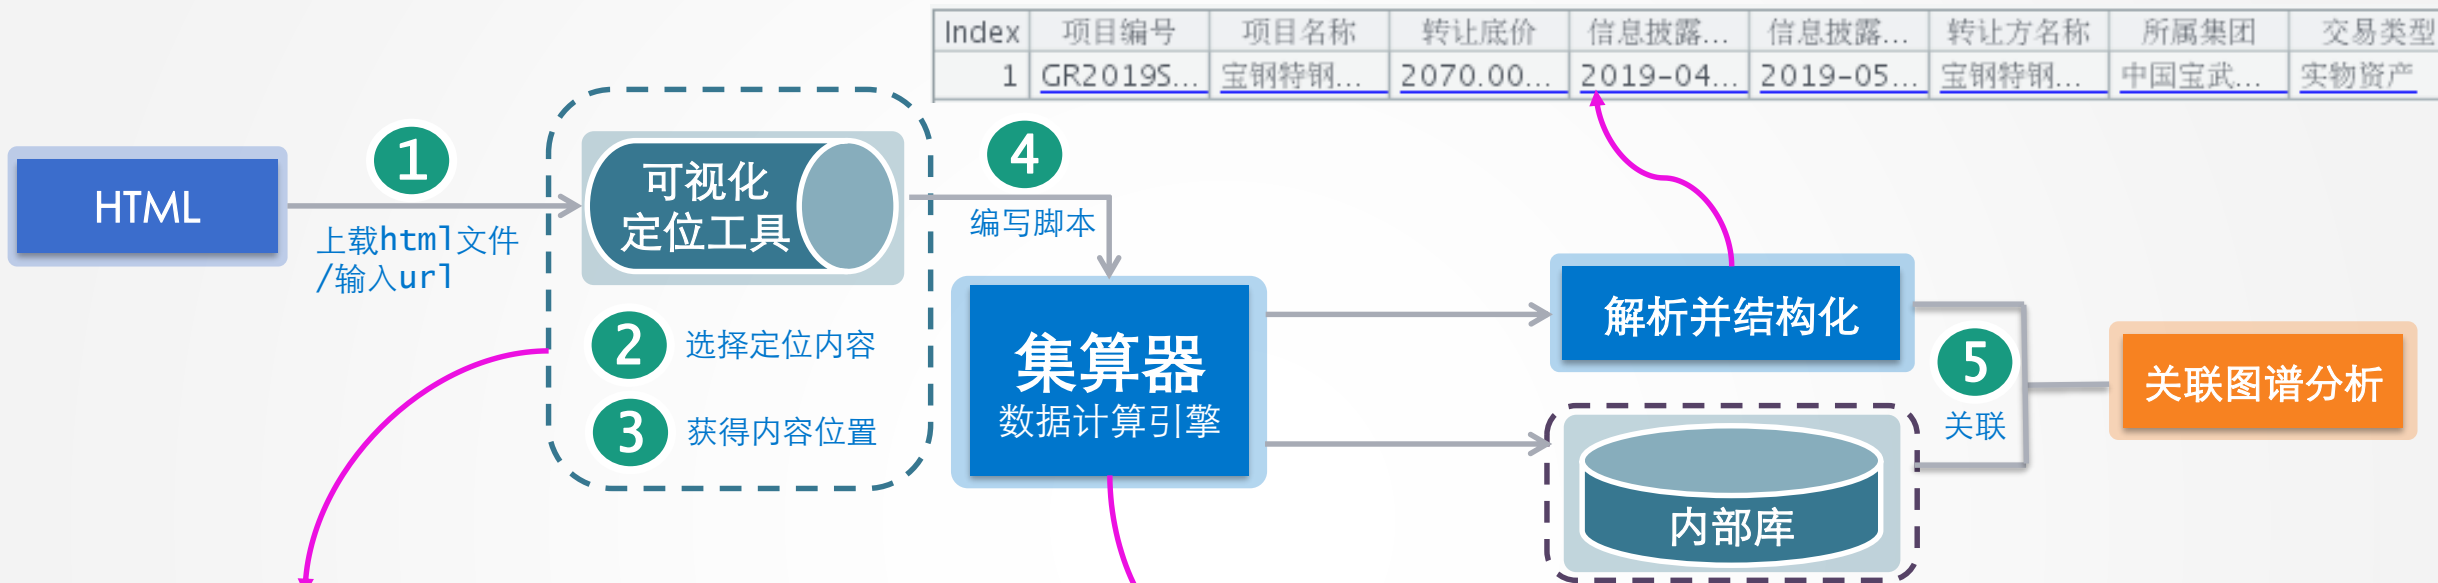 Index 项目编号 项目名称 转让底价 信息披露... 信息披露... 转让方名称 所属集团 交易类型
1 GR2019S... 宝钢特钢... 2070.00... 2019-04... 2019-05... 宝钢特钢... 中国宝武... 实物资产
HTML
1
上载html文件
/输入url
可视化
定位工具
2 选择定位内容
3 获得内容位置
4
编写脚本
集算器
数据计算引擎
解析并结构化
内部库
5
关联
关联图谱分析